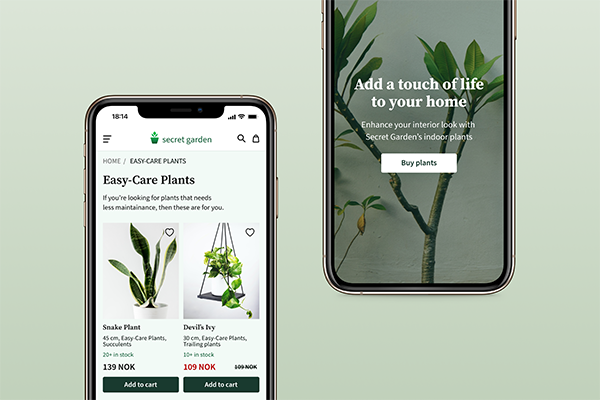 18:14
secret garden
HOME / EASY-CARE PLANTS
Easy-Care Plants
If you're looking for plants that needs
less maintainance, then these are for you.
Snake Plant
45 cm, Easy-Care Plants,
Succulents
20+ in stock
139 NOK
Add to cart
Devil's Ivy
30 cm, Easy-Care Plants,
Trailing plants
10+ in stock
109 NOK 109 NOK
Add to cart
Add a touch of life
to your home
Enhance your interior look with
Secret Garden's indoor plants
Buy plants